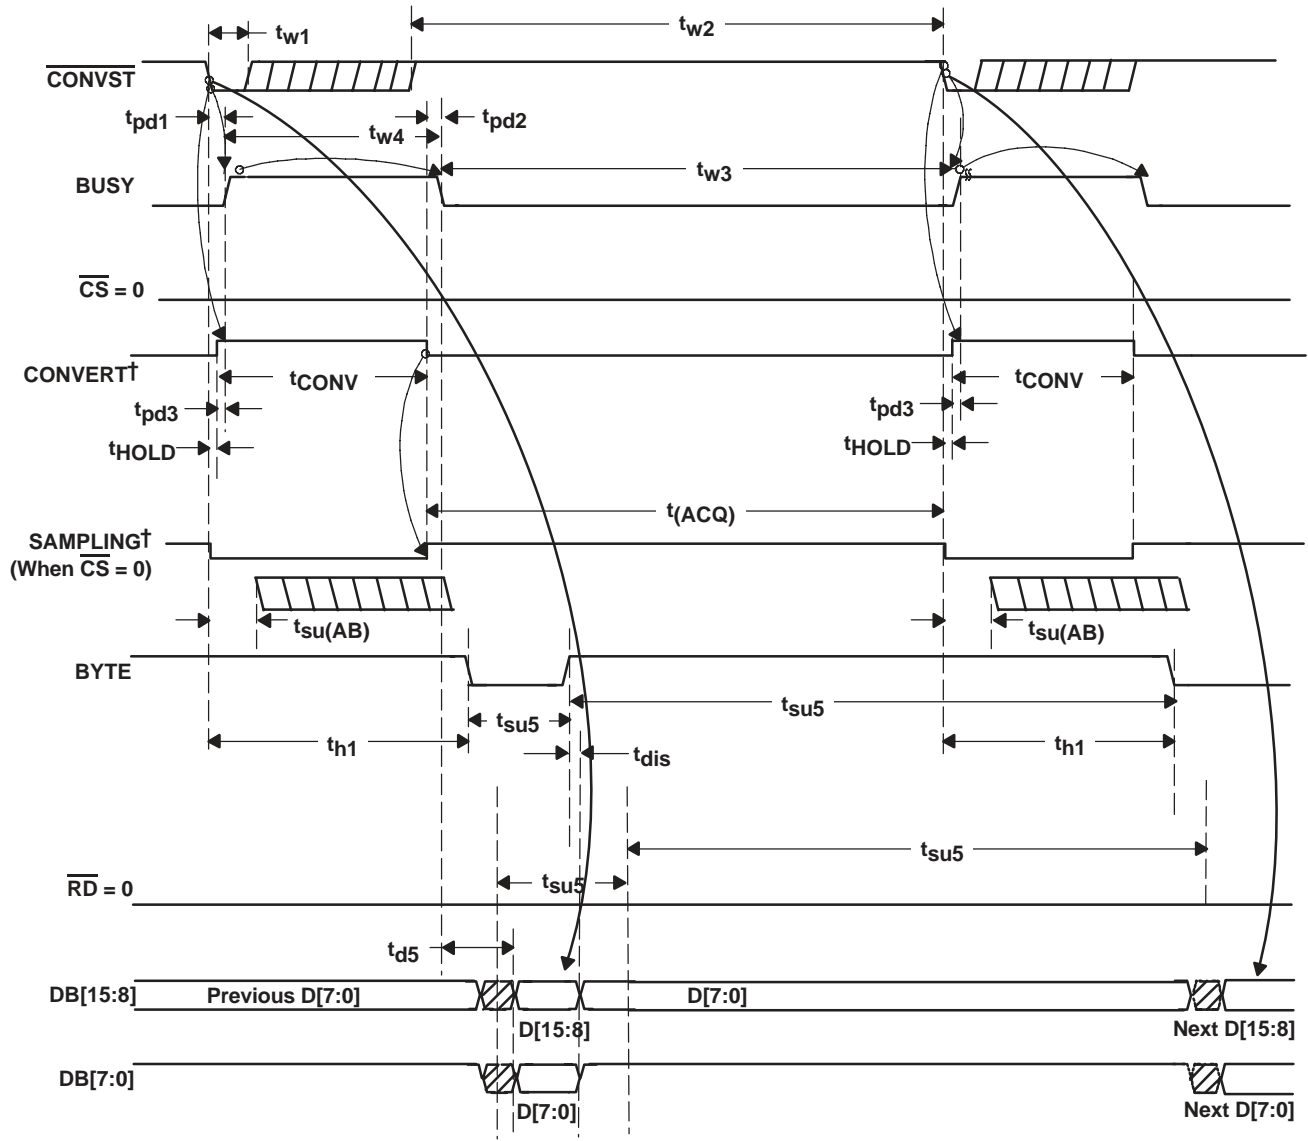 tw1
tw2
CONVST
tpd1
tw4
tpd2
tw3
BUSY
CS = 0
CONVERT†
tCONV
tCONV
tpd3
tpd3
tHOLD
tHOLD
t(ACQ)
SAMPLING†
(When CS = 0)
tsu(AB)
tsu(AB)
BYTE
tsu5
tsu5
th1
th1
tdis
tsu5
tsu5
RD = 0
td5
DB[15:8]
Previous D[7:0]
D[7:0]
D[15:8]
Next D[15:8]
DB[7:0]
D[7:0]
Next D[7:0]